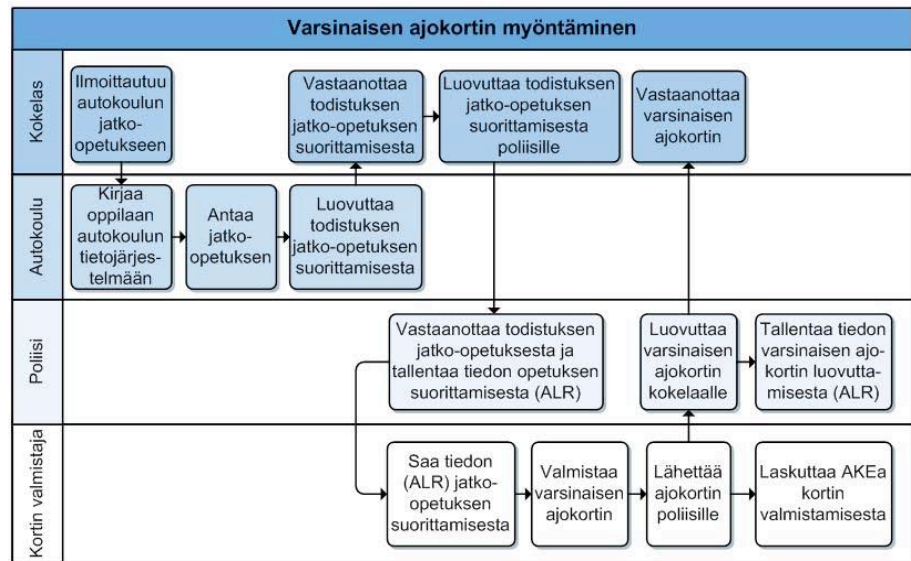 Varsinaisen ajokortin myöntäminen
Kokelas
Ilmoittautuu
autokoulun
jatko-
opetukseen
Vastaanottaa
todistuksen
jatko-opetuksen
suorittamisesta
Luovuttaa todistuksen
jatko-opetuksen
suorittamisesta
poliisille
Vastaanottaa
varsinaisen
ajokortin
Autokoulu
Kirjaa
oppilaan
autokoulun
tietojärjes-
telmään
Antaa
jatko-
opetuksen
Luovuttaa
todistuksen
jatko-opetuksen
suorittamisesta
Poliisi
Vastaanottaa todistuksen
jatko-opetuksesta ja
tallentaa tiedon opetuksen
suorittamisesta (ALR)
Luovuttaa
varsinaisen
ajokortin
kokelaalle
Tallentaa tiedon
varsinaisen ajo-
kortin luovutta-
misesta (ALR)
Kortin valmistaja
Saa tiedon
(ALR) jatko-
opetuksen
suorittamisesta
Valmistaa
varsinaisen
ajokortin
Lähettää
ajokortin
poliisille
Laskuttaa AKEa
kortin
valmistamisesta